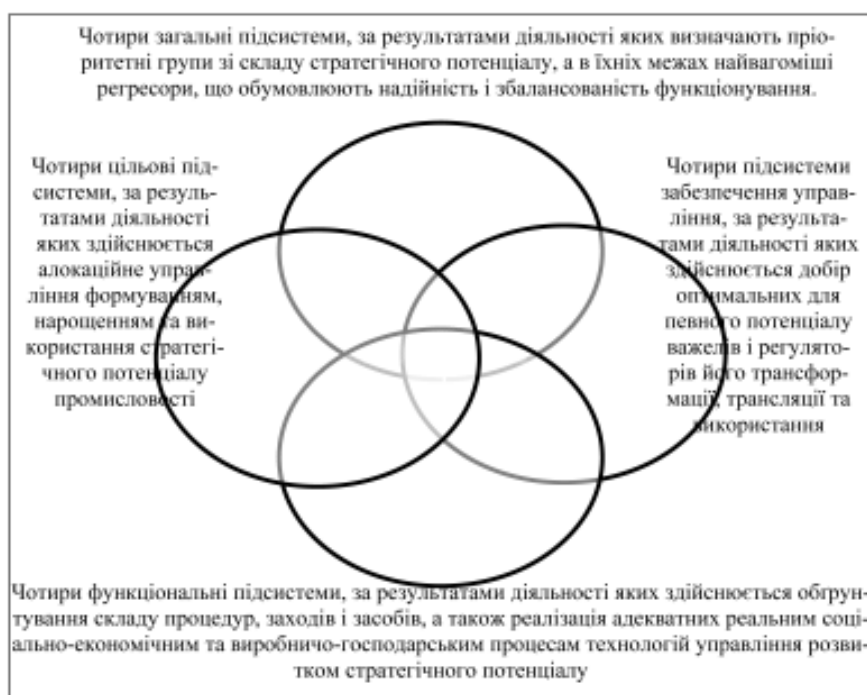 Чотири загальні підсистеми, за результатами діяльності яких визначають пріо-
ритетні групи зі складу стратегічного потенціалу, а в їхніх межах найвагоміші
регресори, що обумовлюють надійність і збалансованість функціонування.
Чотири цільові під-
системи, за резуль-
татами діяльності
яких здійснюється
алокаційне управ-
ління формуванням,
нарощенням та ви-
користання стратегі-
чного потенціалу
промисловості
Чотири підсистеми
забезпечення управ-
ління, за результа-
тами діяльності яких
здійснюється добір
оптимальних для
певного потенціалу
важелів і регулято-
рів його трансфор-
мації, трансляції та
використання
Чотири функціональні підсистеми, за результатами діяльності яких здійснюється обґрун-
тування складу процедур, заходів і засобів, а також реалізація адекватних реальним соці-
ально-економічним та виробничо-господарським процесам технологій управління розви-
тком стратегічного потенціалу